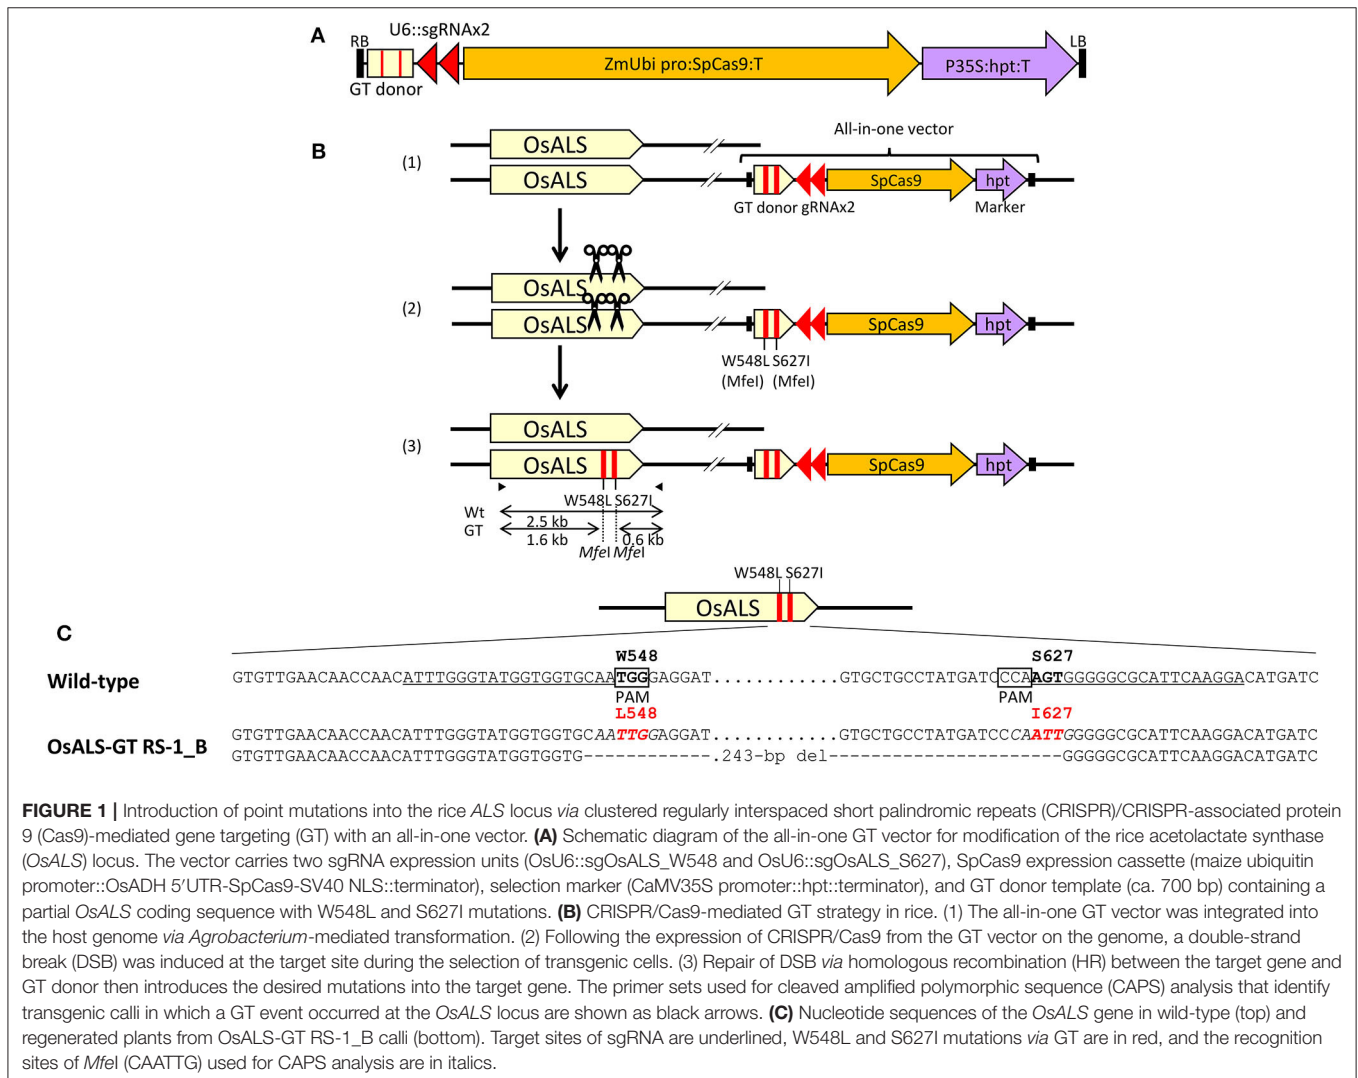 A
RB
U6::sgRNAx2
LB
ZmUbi pro:SpCas9:T
P35S:hpt:T
GT donor
B
All-in-one vector
(1)
OsALS
OsALS
SpCas9
hpt
GT donor gRNAx2
Marker
(2)
OsALS
OsALS
SpCas9
hpt
W548L S627I
(MfeI) (MfeI)
(3)
OsALS
OsALS
SpCas9
hpt
W548L S627I
Wt
2.5 kb
GT
1.6 kb
0.6 kb
MfeI MfeI
W548L S627I
OsALS
C
W548
S627
Wild-type
GTGTTGAACAACCAACATTTGGGTATGGTGGTGCAATGGGAGGAT............GTGCTGCCTATGATCCCAAGTGGGGGCGCATTCAAGGACATGATC
PAM
PAM
L548
I627
OsALS-GT RS-1_B
GTGTTGAACAACCAACATTTGGGTATGGTGGTGCAATTGGAGGAT............GTGCTGCCTATGATCCCAATTGGGGGCGCATTCAAGGACATGATC
GTGTTGAACAACCAACATTTGGGTATGGTGGTG------------.243-bp del---------------------GGGGGCGCATTCAAGGACATGATC
FIGURE 1 | Introduction of point mutations into the rice ALS locus via clustered regularly interspaced short palindromic repeats (CRISPR)/CRISPR-associated protein
9 (Cas9)-mediated gene targeting (GT) with an all-in-one vector. (A) Schematic diagram of the all-in-one GT vector for modification of the rice acetolactate synthase
(OsALS) locus. The vector carries two sgRNA expression units (OsU6::sgOsALS_W548 and OsU6::sgOsALS_S627), SpCas9 expression cassette (maize ubiquitin
promoter::OsADH 5′UTR-SpCas9-SV40 NLS::terminator), selection marker (CaMV35S promoter::hpt::terminator), and GT donor template (ca. 700 bp) containing a
partial OsALS coding sequence with W548L and S627I mutations. (B) CRISPR/Cas9-mediated GT strategy in rice. (1) The all-in-one GT vector was integrated into
the host genome via Agrobacterium-mediated transformation. (2) Following the expression of CRISPR/Cas9 from the GT vector on the genome, a double-strand
break (DSB) was induced at the target site during the selection of transgenic cells. (3) Repair of DSB via homologous recombination (HR) between the target gene and
GT donor then introduces the desired mutations into the target gene. The primer sets used for cleaved amplified polymorphic sequence (CAPS) analysis that identify
transgenic calli in which a GT event occurred at the OsALS locus are shown as black arrows. (C) Nucleotide sequences of the OsALS gene in wild-type (top) and
regenerated plants from OsALS-GT RS-1_B calli (bottom). Target sites of sgRNA are underlined, W548L and S627I mutations via GT are in red, and the recognition
sites of MfeI (CAATTG) used for CAPS analysis are in italics.